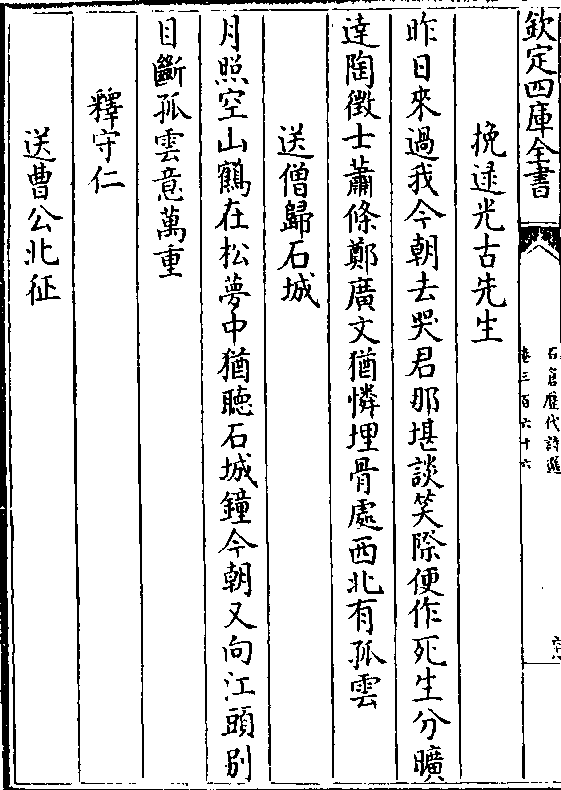 欽定四庫全書
石倉歷代詩選
卷三百六十六
挽逯光古先生
昨日來過我今朝去哭君那堪談笑際便作死生分曠
達陶徵士蕭條鄭廣文猶憐埋骨處西北有孤雲
送僧歸石城
月照空山鶴在松夢中猶聽石城鐘今朝又向江頭別
目斷孤雲意萬重
釋守仁
送曹公北征